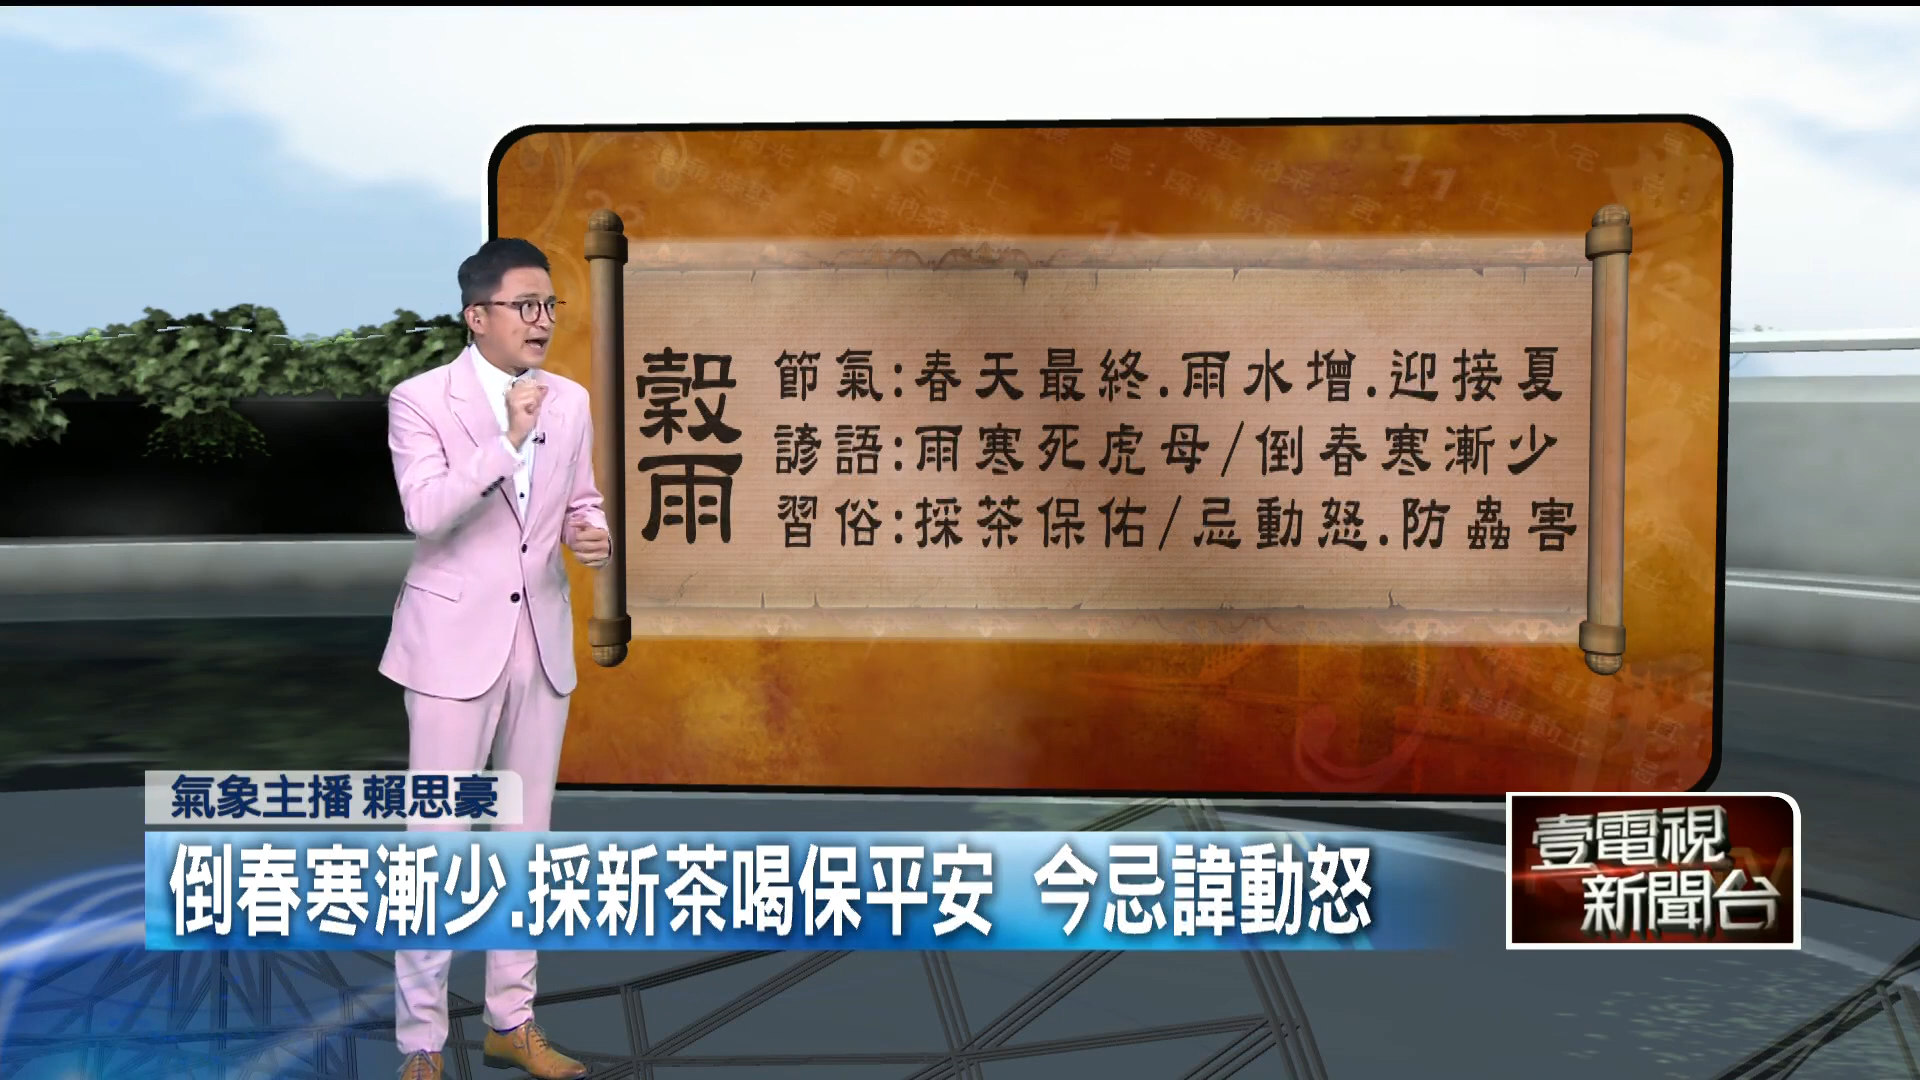 穀雨
節氣:春天最終.雨水增.迎接夏
諺語:雨寒死虎母/倒春寒漸少
習俗:採茶保佑/忌動怒.防蟲害
氣象主播 賴思豪
倒春寒漸少.採新茶喝保平安 今忌諱動怒
壹電視
新聞台